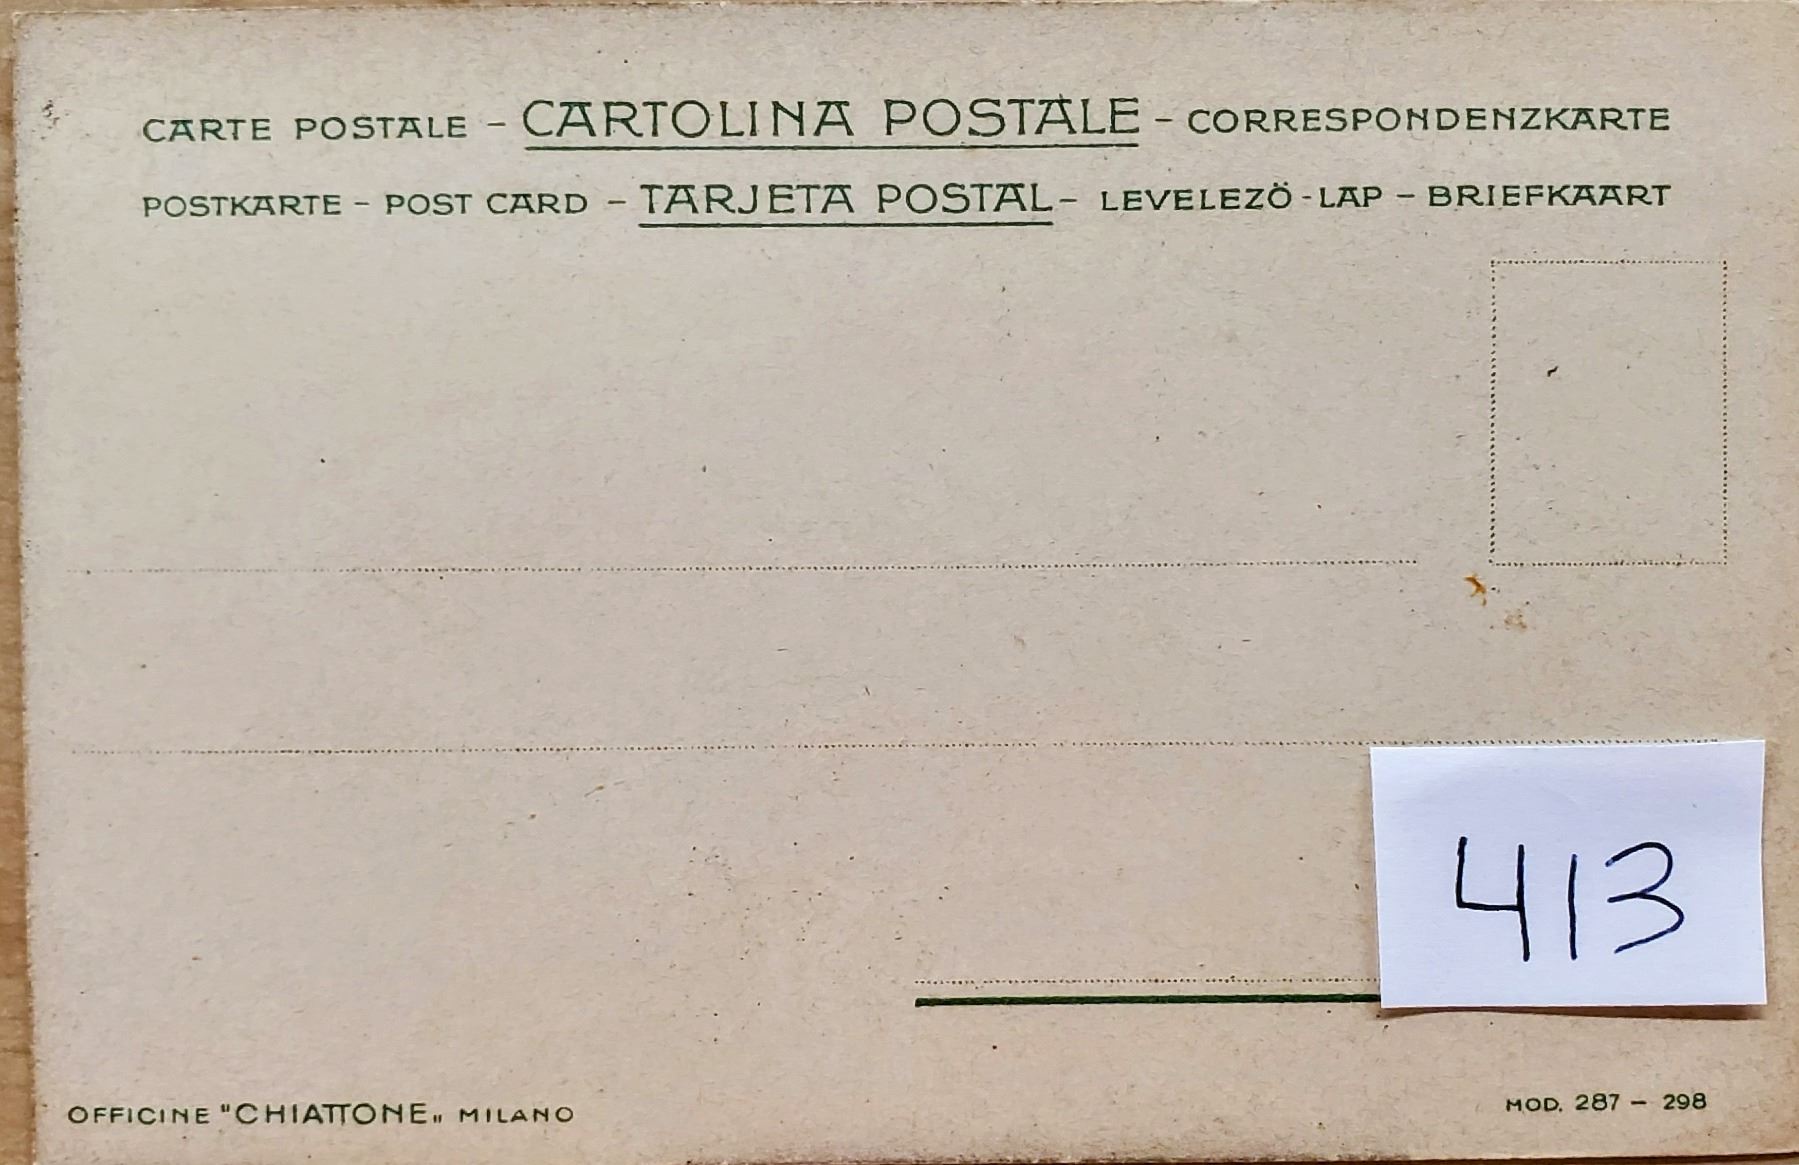 CARTE POSTALE – CARTOLINA POSTALE – CORRESPONDENZKARTE
POSTKARTE – POST CARD – TARJETA POSTAL – LEVELEZÖ-LAP – BRIEFKAART
413
OFFICINE "CHIATTONE„ MILANO
MOD. 287 – 298